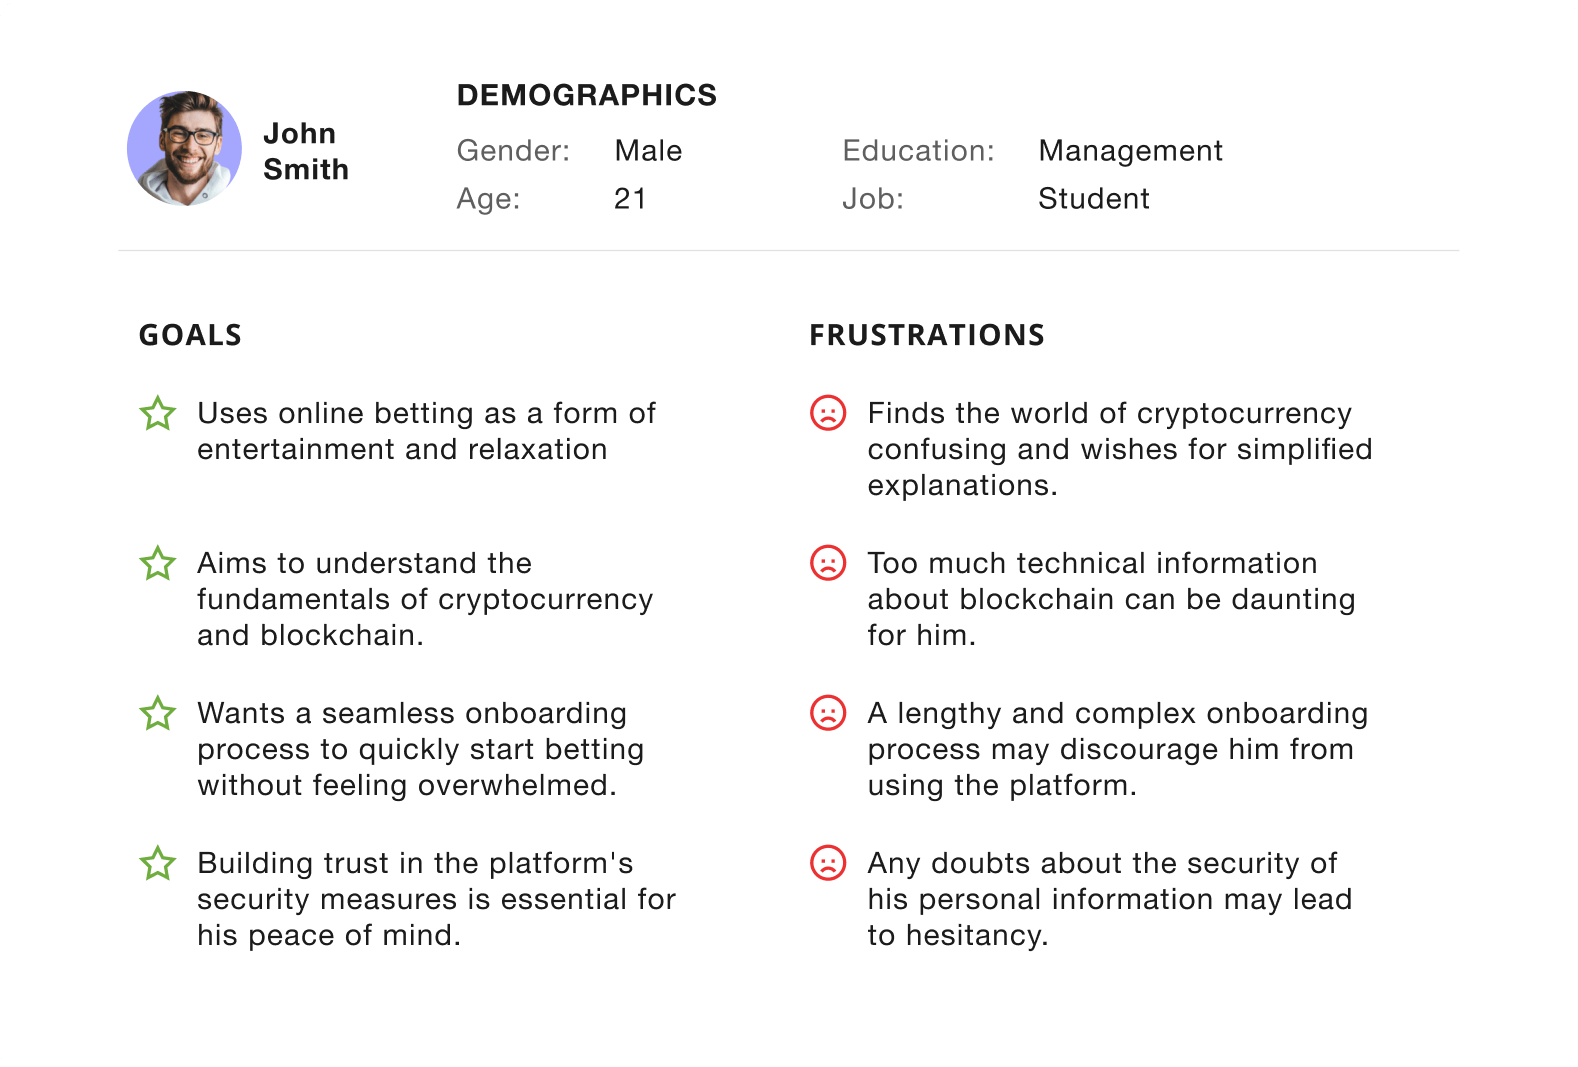 John
Smith
DEMOGRAPHICS
Gender: Male
Age: 21
Education: Management
Job: Student
GOALS
Uses online betting as a form of
entertainment and relaxation
Aims to understand the
fundamentals of cryptocurrency
and blockchain.
Wants a seamless onboarding
process to quickly start betting
without feeling overwhelmed.
Building trust in the platform's
security measures is essential for
his peace of mind.
FRUSTRATIONS
Finds the world of cryptocurrency
confusing and wishes for simplified
explanations.
Too much technical information
about blockchain can be daunting
for him.
A lengthy and complex onboarding
process may discourage him from
using the platform.
Any doubts about the security of
his personal information may lead
to hesitancy.